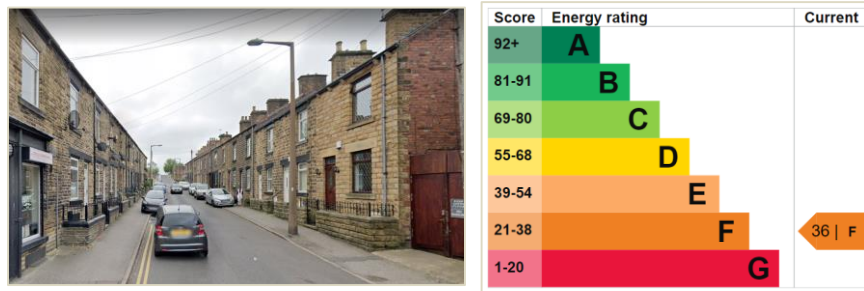 Score Energy rating Current
92+ A
81-91 B
69-80 C
55-68 D
39-54 E
21-38 F 36 | F
1-20 G